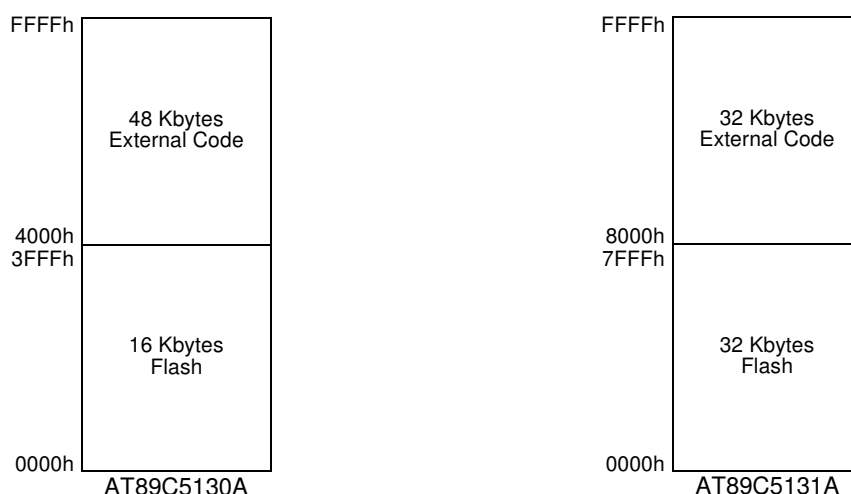 FFFFh
48 Kbytes
External Code
4000h
3FFFh
16 Kbytes
Flash
0000h
AT89C5130A
FFFFh
32 Kbytes
External Code
8000h
7FFFh
32 Kbytes
Flash
0000h
AT89C5131A